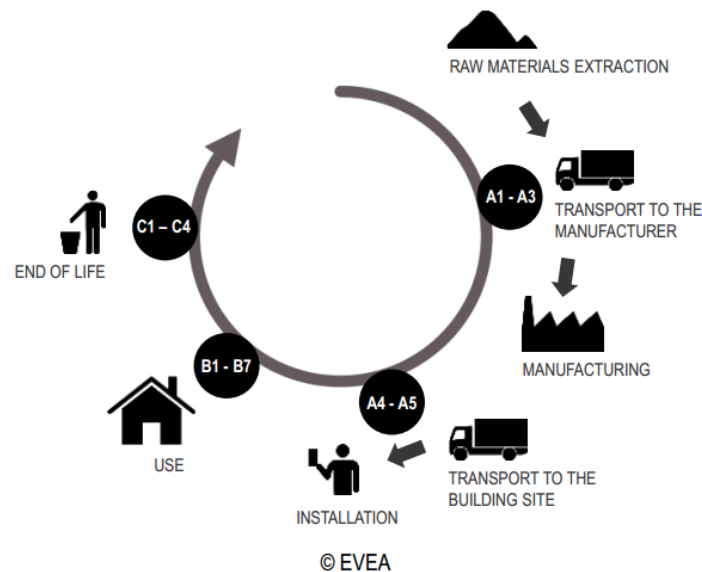 RAW MATERIALS EXTRACTION
A1 - A3
TRANSPORT TO THE
MANUFACTURER
MANUFACTURING
A4 - A5
TRANSPORT TO THE
BUILDING SITE
INSTALLATION
B1 - B7
USE
C1 – C4
END OF LIFE
© EVEA